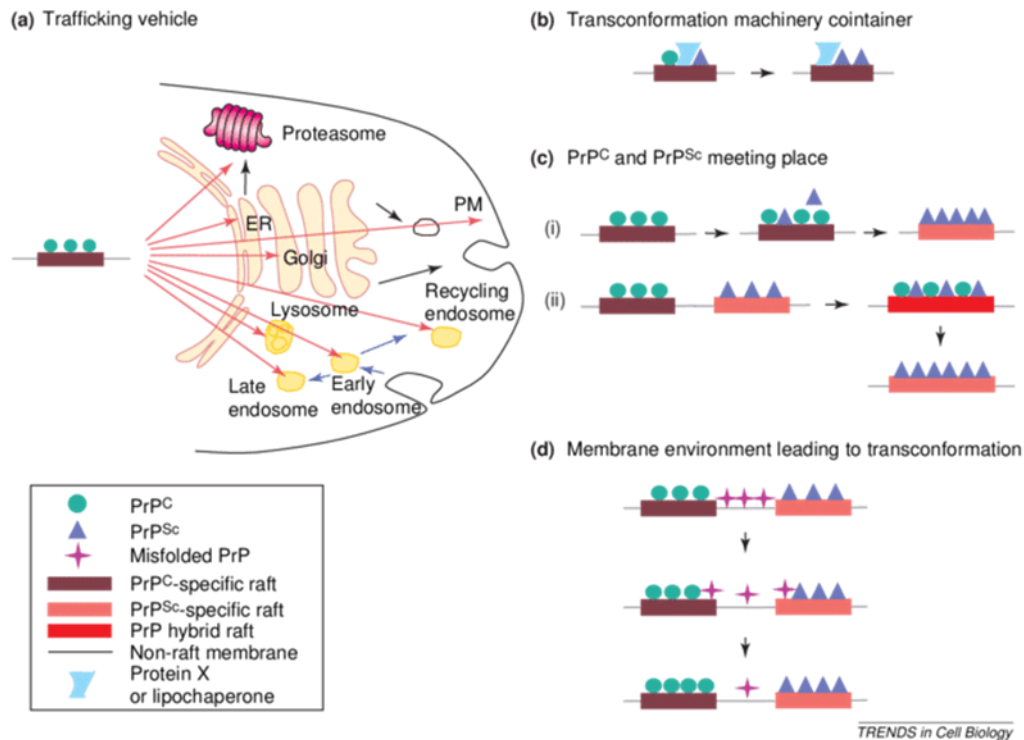 (a) Trafficking vehicle
Proteasome
ER
PM
Golgi
Lysosome
Recycling
endosome
Late
endosome
Early
endosome
PrPC
PrPSc
Misfolded PrP
PrPC-specific raft
PrPSc-specific raft
PrP hybrid raft
Non-raft membrane
Protein X
or lipochaperone
(b) Transconformation machinery cointainer
(c) PrPC and PrPSc meeting place
(i)
(ii)
(d) Membrane environment leading to transconformation
TRENDS in Cell Biology